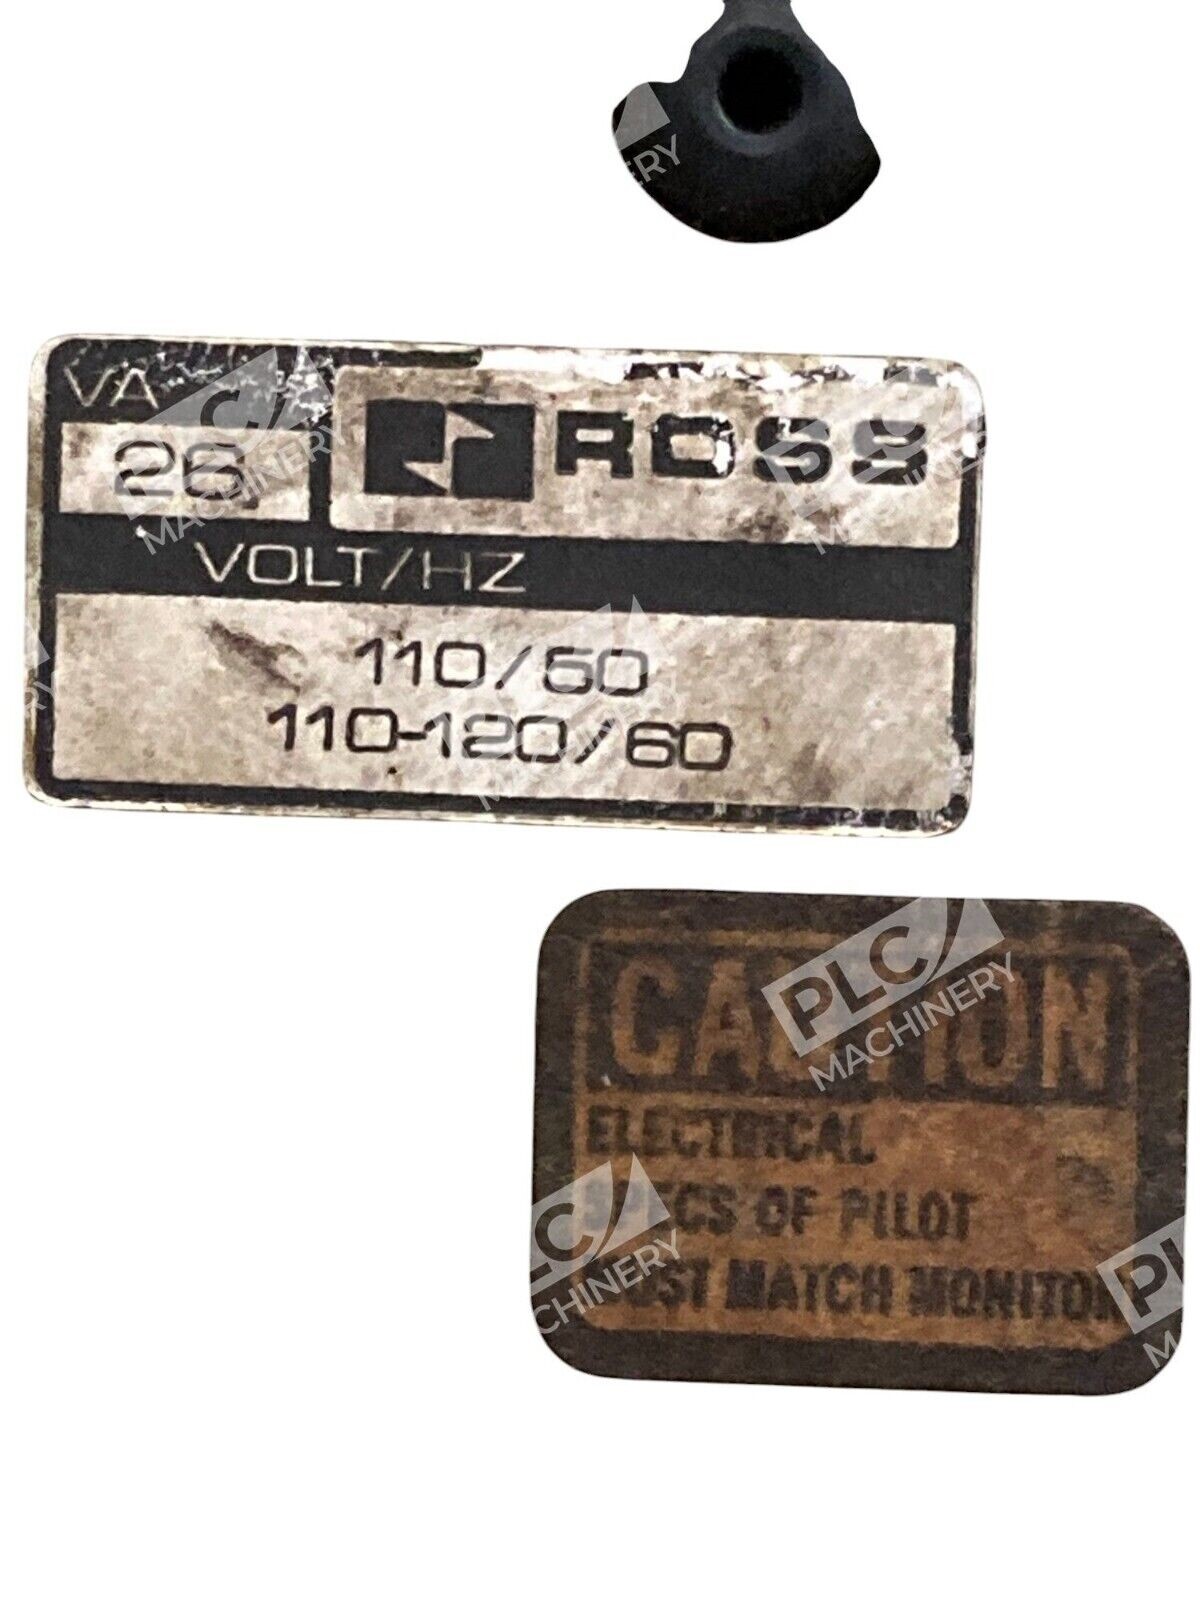 VA
26
ROSS
VOLT/HZ
110/50
110-120/60
CAUTION
ELECTRICAL
SPECS OF PILOT
MUST MATCH MONITOR
PLC
MACHINERY